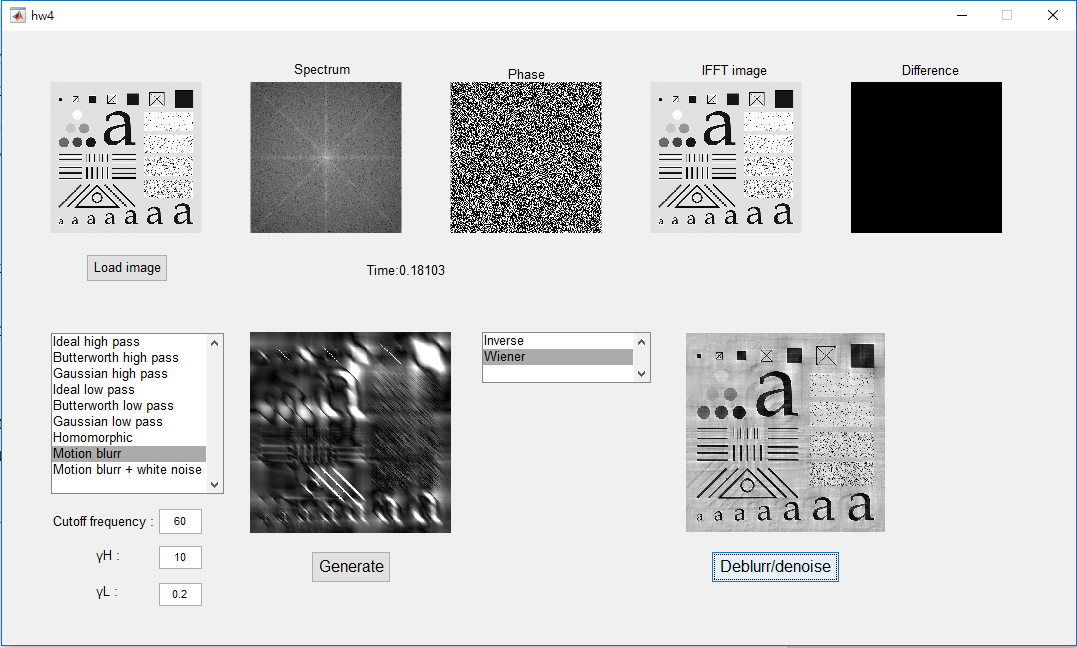 hw4
Spectrum
Phase
IFFT image
Difference
a
a a a a a a a
a
a a a a a a a
Load image
Time:0.18103
Ideal high pass
Butterworth high pass
Gaussian high pass
Ideal low pass
Butterworth low pass
Gaussian low pass
Homomorphic
Motion blurr
Motion blurr + white noise
Inverse
Wiener
a
a a a a a a a
Cutoff frequency : 60
γH : 10
γL : 0.2
Generate
Deblurr/denoise